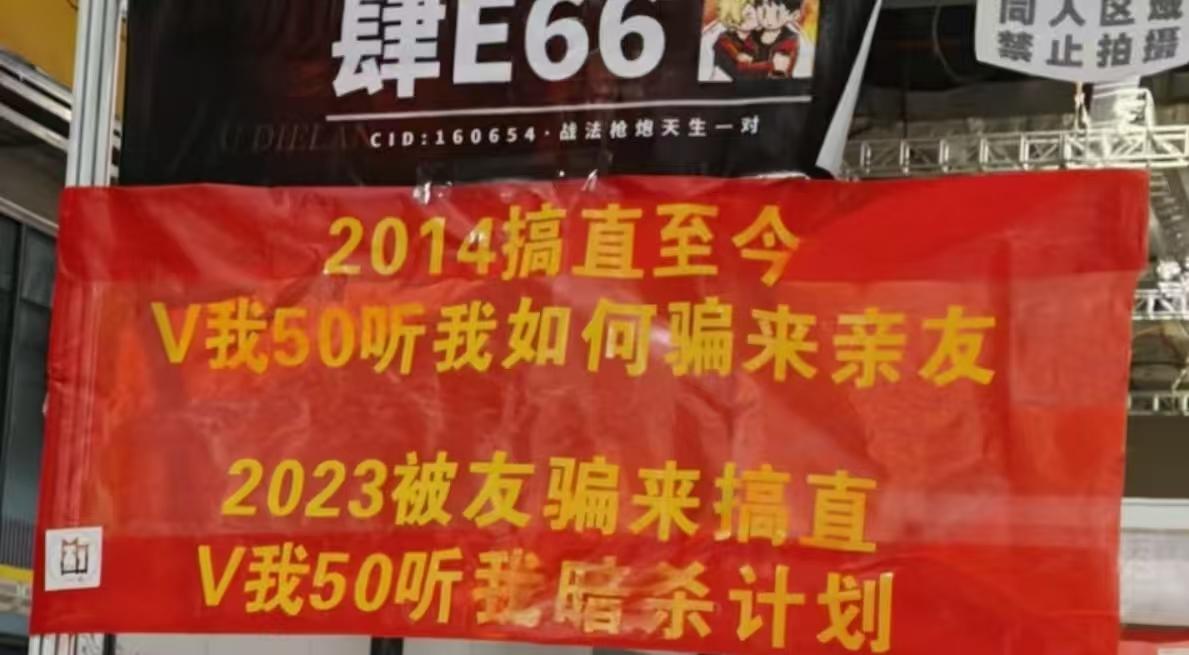 肆E66
同人区域
禁止拍摄
CID:160654·战法枪炮天生一对
2014搞直至今
V我50听我如何骗来亲友
2023被友骗来搞直
V我50听我暗杀计划